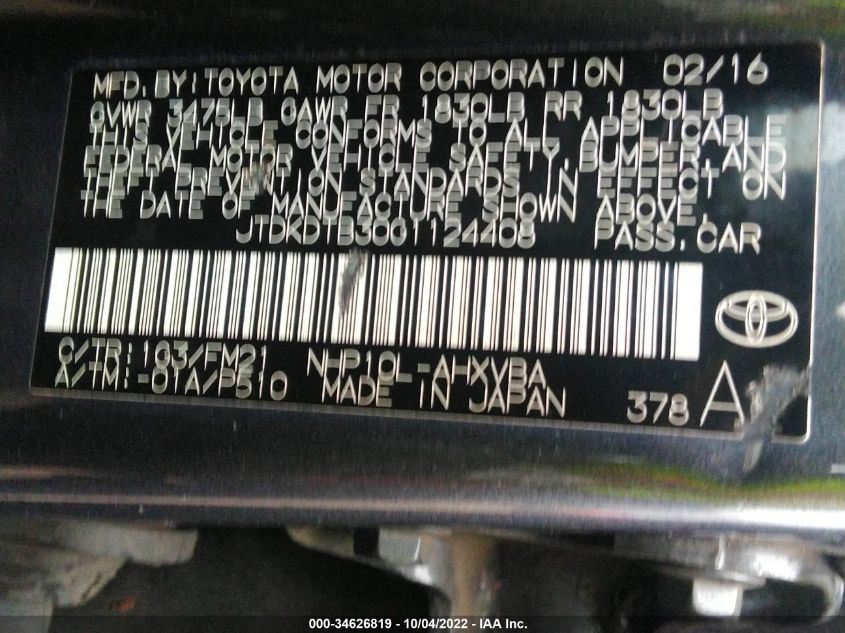 MFD. BY: TOYOTA MOTOR CORPORATION 02/16
GVWR 3475LB GAWR FR 1830LB RR 1830LB
THIS VEHICLE CONFORMS TO ALL APPLICABLE
FEDERAL MOTOR VEHICLE SAFETY, BUMPER, AND
THEFT PREVENTION STANDARDS IN EFFECT ON
THE DATE OF MANUFACTURE SHOWN ABOVE.
JTDKDTB30G1124408 PASS. CAR
C/TR: 1G3/FM21 NHP10L-AHXVBA
A/TM: -01A/P510 MADE IN JAPAN 378 A
000-34626819 - 10/04/2022 - IAA Inc.